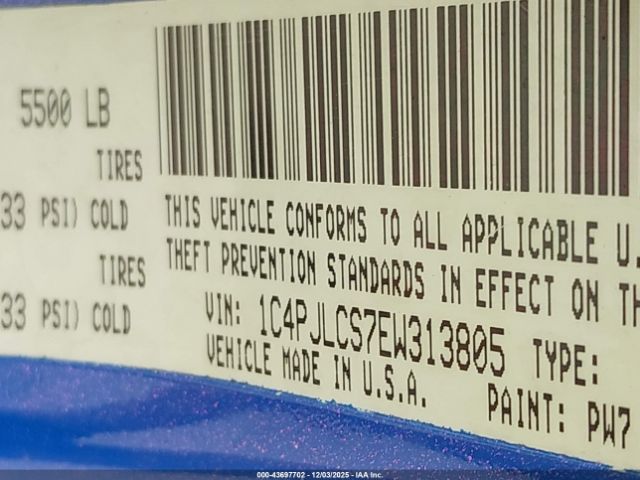 5500 LB
TIRES
33 PSI) COLD
TIRES
33 PSI) COLD
THIS VEHICLE CONFORMS TO ALL APPLICABLE U.
THEFT PREVENTION STANDARDS IN EFFECT ON TH
VIN: 1C4PJLCS7EW313805 TYPE:
VEHICLE MADE IN U.S.A. PAINT: PW7
000-43697702 - 12/03/2025 - IAA Inc.